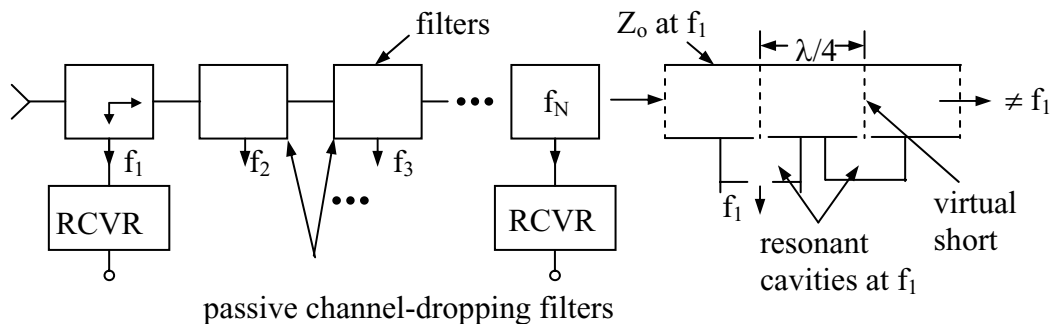 filters
Zₒ at f₁
λ/4
f_N
≠ f₁
f₁
f₂
f₃
•••
•••
RCVR
RCVR
f₁
virtual
short
resonant
cavities at f₁
passive channel-dropping filters